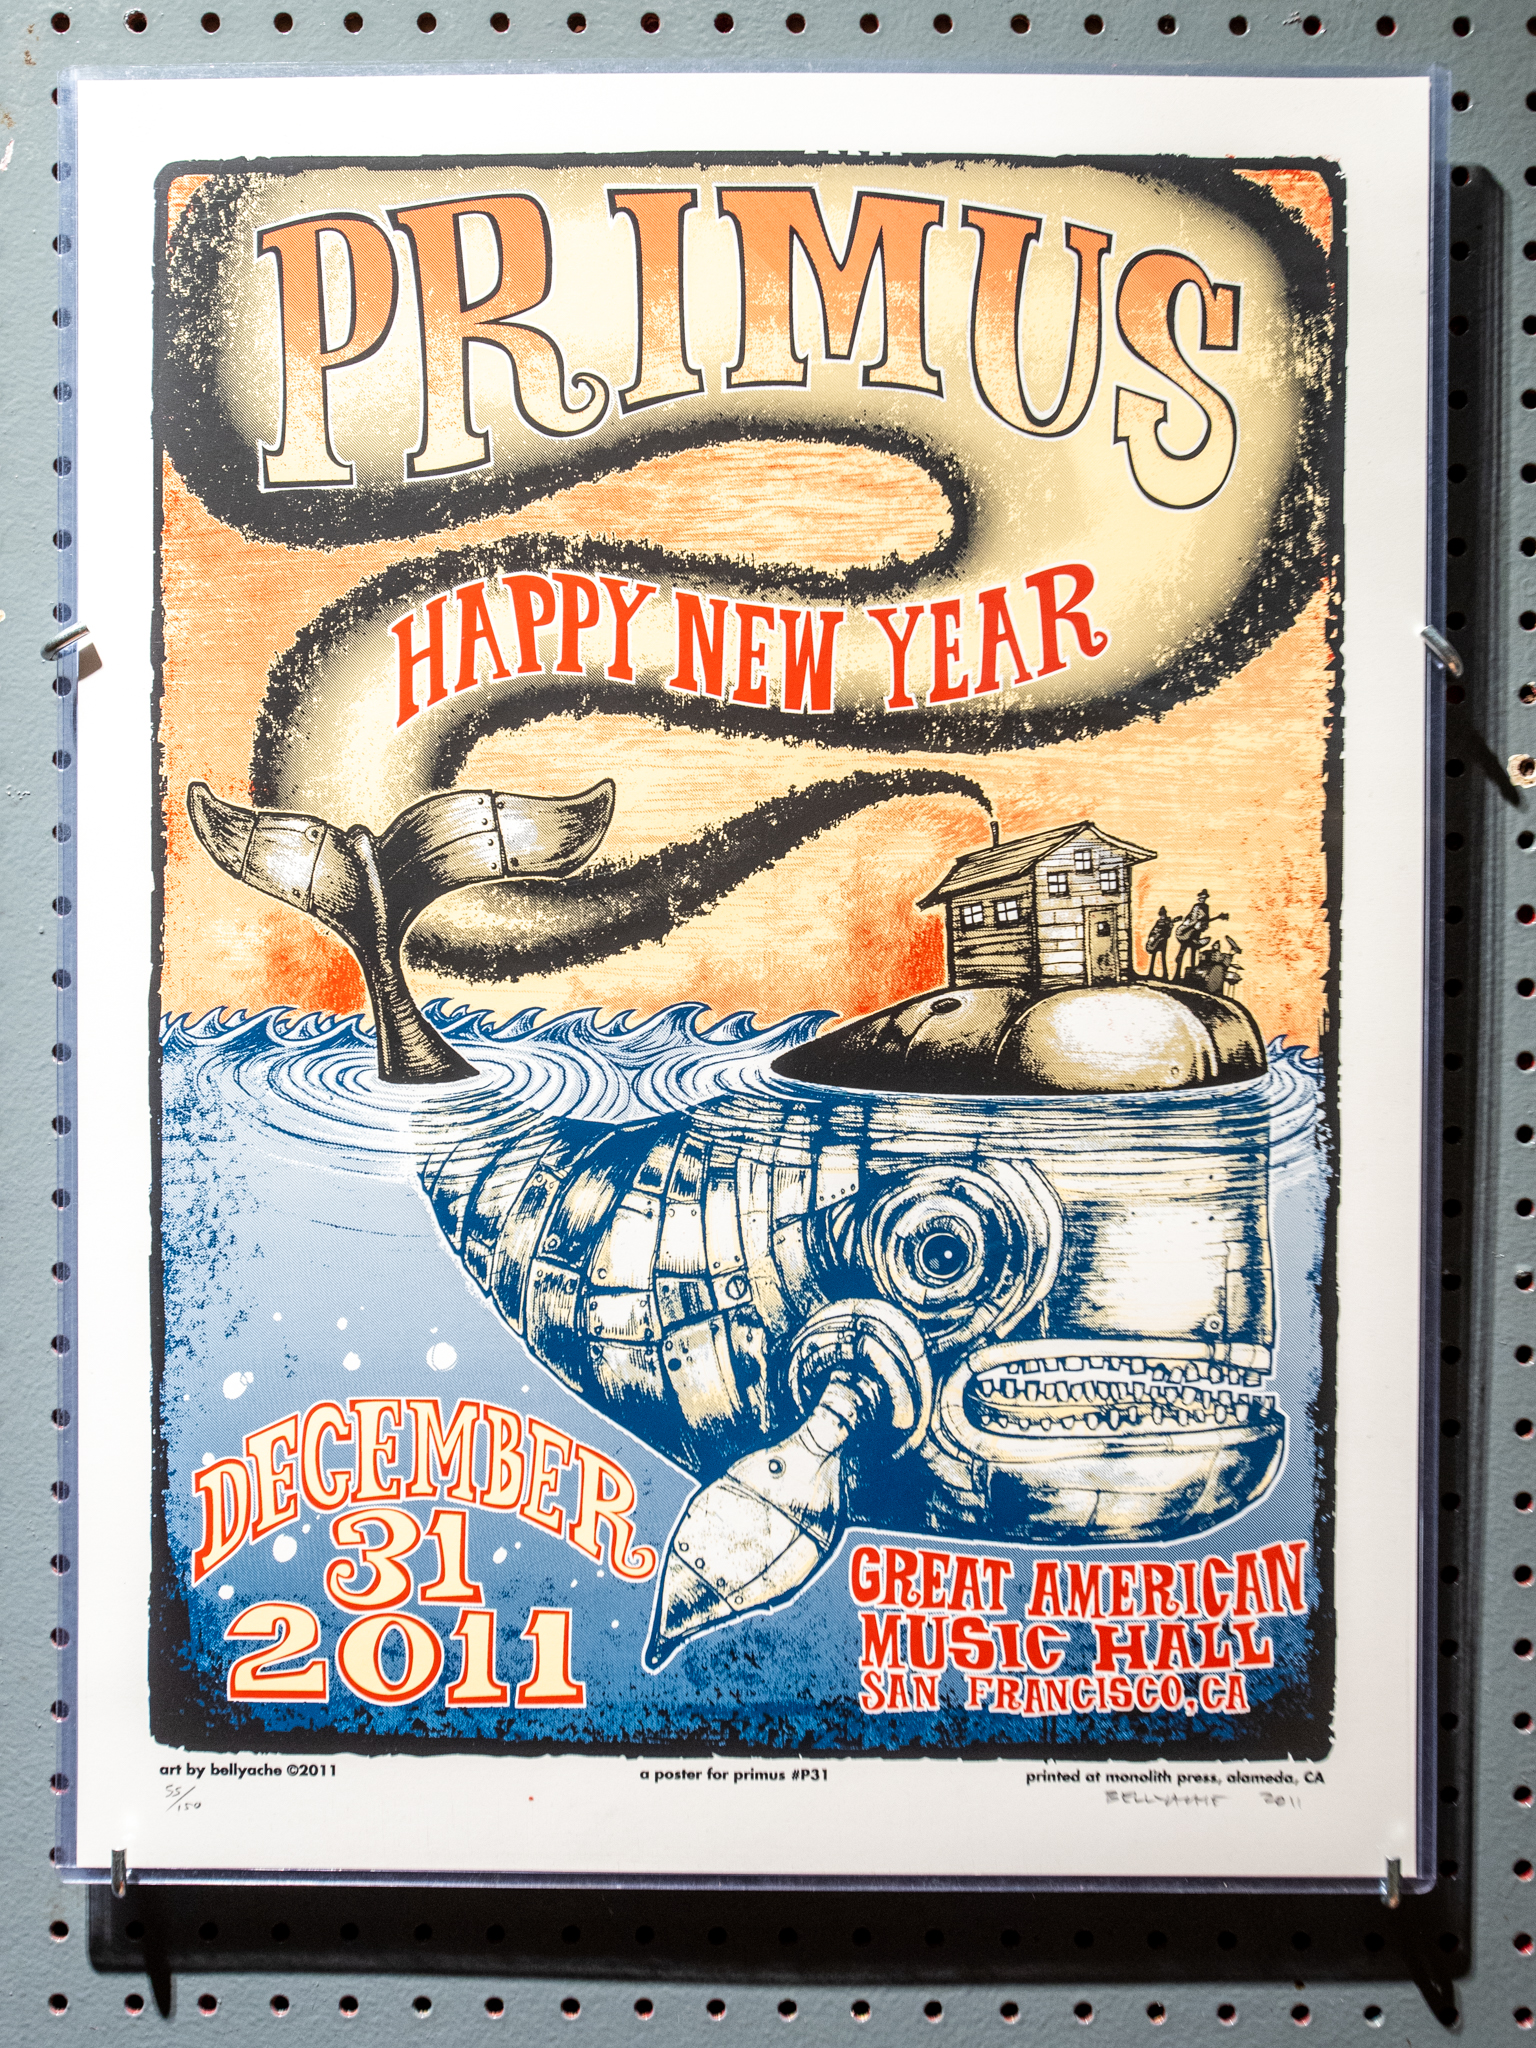 PRIMUS
HAPPY NEW YEAR
DECEMBER
31
2011
GREAT AMERICAN
MUSIC HALL
SAN FRANCISCO, CA
art by bellyache ©2011
a poster for primus #P31
printed at monolith press, alameda, CA
55/150
BELLYACHE 2011